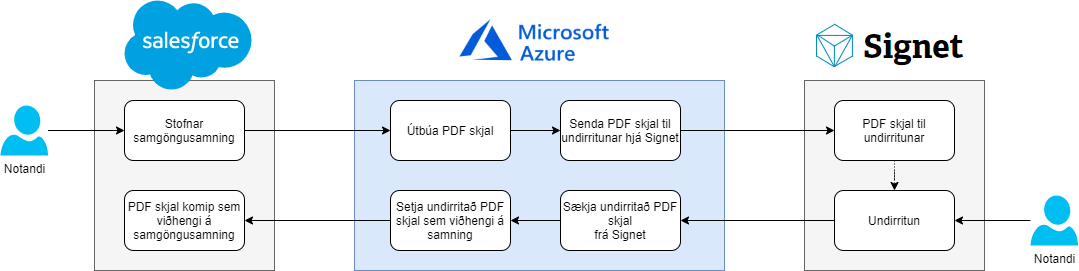 salesforce
Microsoft
Azure
Signet
Stofnar
samgöngusamning
Útbúa PDF skjal
Senda PDF skjal til
undirritunar hjá Signet
PDF skjal til
undirritunar
Notandi
PDF skjal komip sem
viðhengi á
samgöngusamning
Setja undirritað PDF
skjal sem viðhengi á
samning
Sækja undirritað PDF
skjal
frá Signet
Undirritun
Notandi